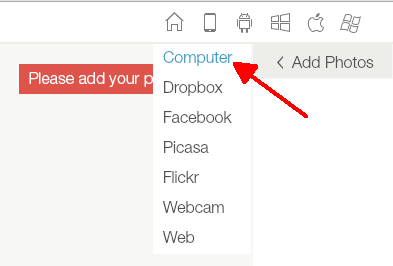 Computer
Add Photos
Please add your p
Dropbox
Facebook
Picasa
Flickr
Webcam
Web